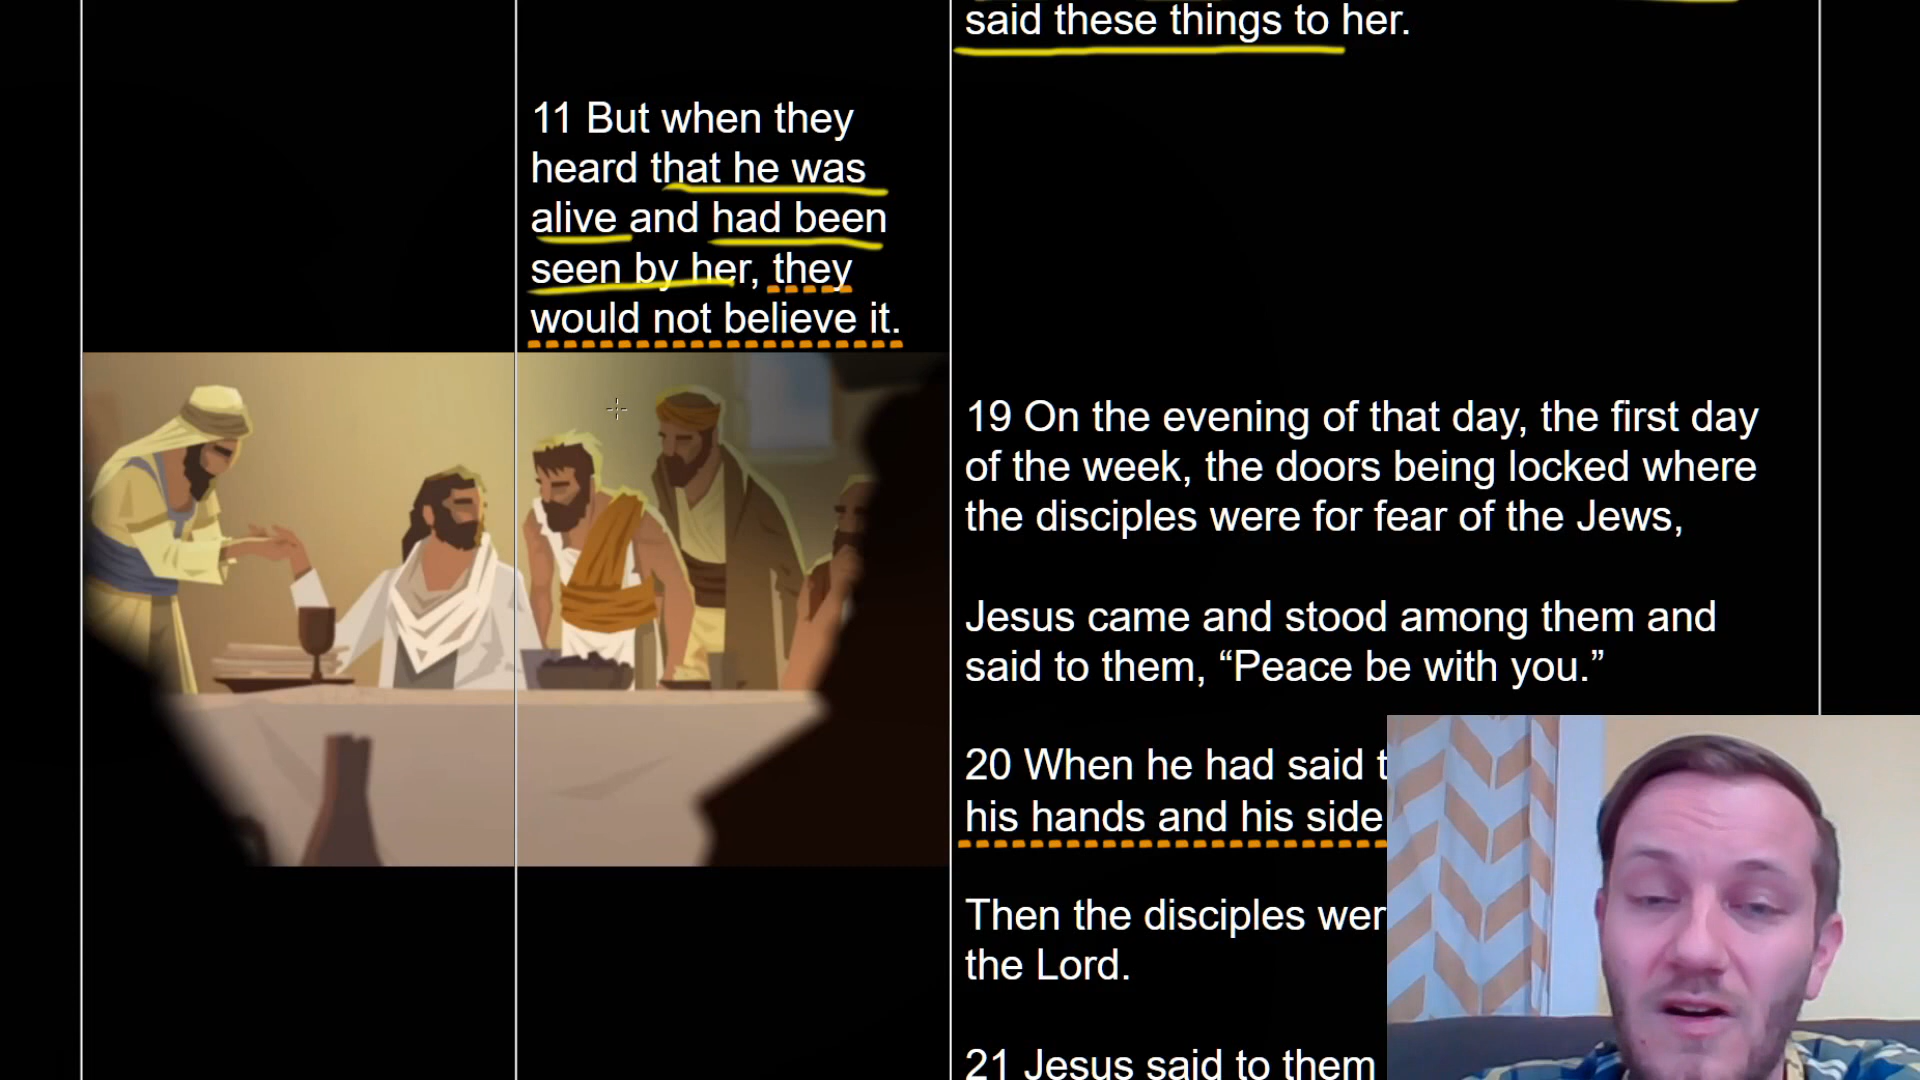 said these things to her.
11 But when they
heard that he was
alive and had been
seen by her, they
would not believe it.
19 On the evening of that day, the first day
of the week, the doors being locked where
the disciples were for fear of the Jews,
Jesus came and stood among them and
said to them, “Peace be with you.”
20 When he had said t
his hands and his side
Then the disciples wer
the Lord.
21 Jesus said to them